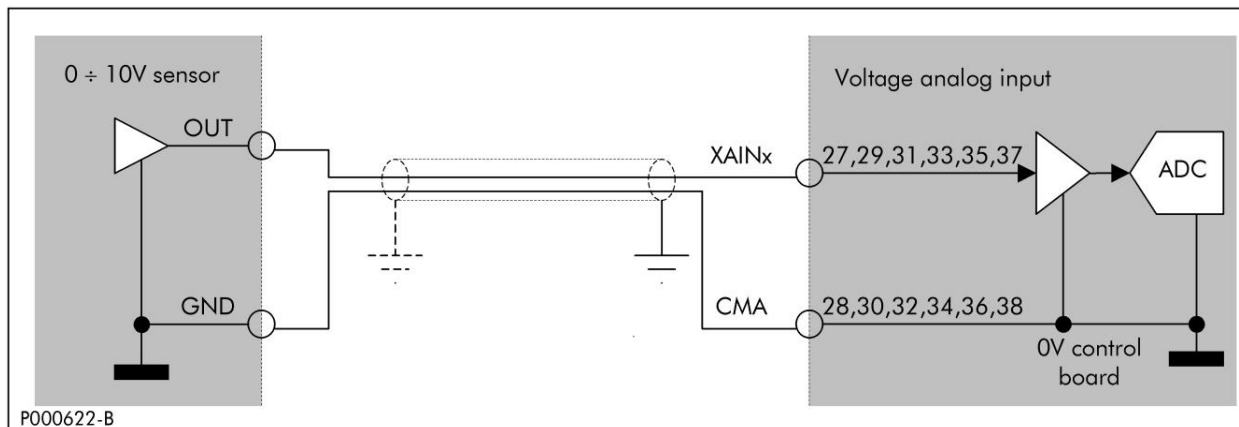 0 ÷ 10V sensor
Voltage analog input
OUT
XAINx
27,29,31,33,35,37
ADC
GND
CMA
28,30,32,34,36,38
0V control
board
P000622-B